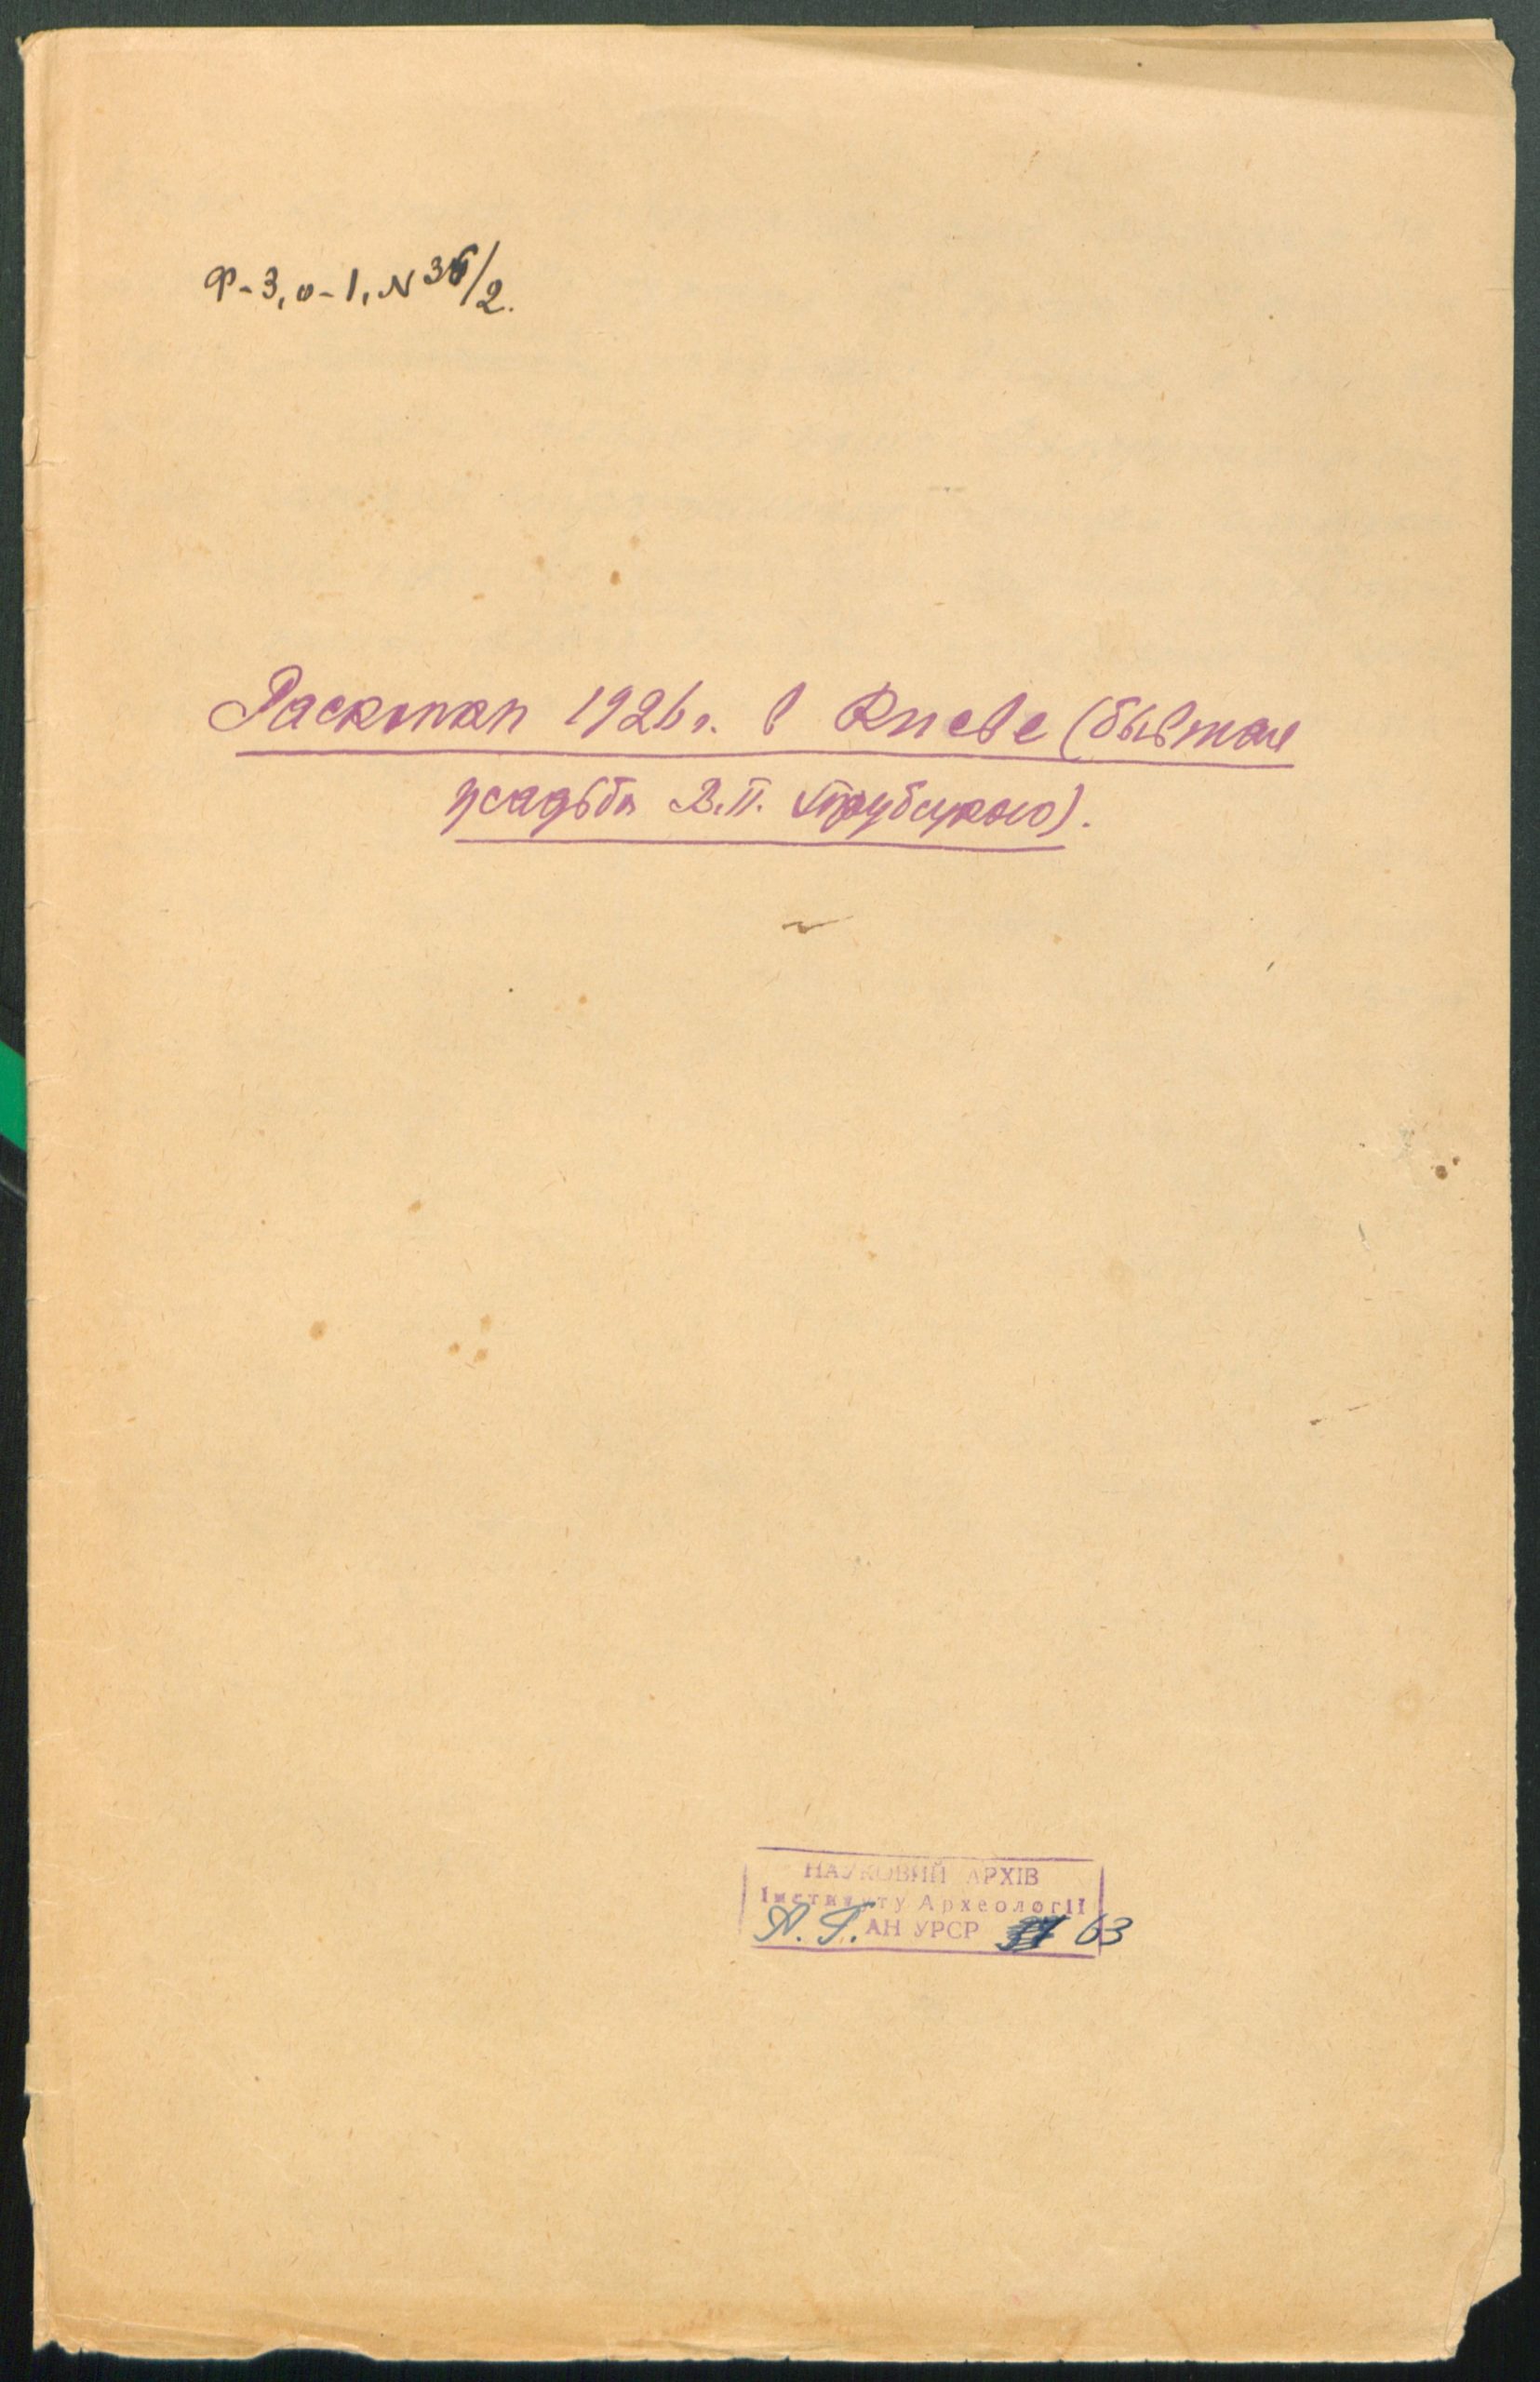 Ф-3, о-1, N 36/2.
Раскопки 1926 г. в Киеве (бывшая
усадьба В.П. Трубецкого).
НАУКОВИЙ АРХІВ
Інституту Археології
А. Г. АН УРСР 63